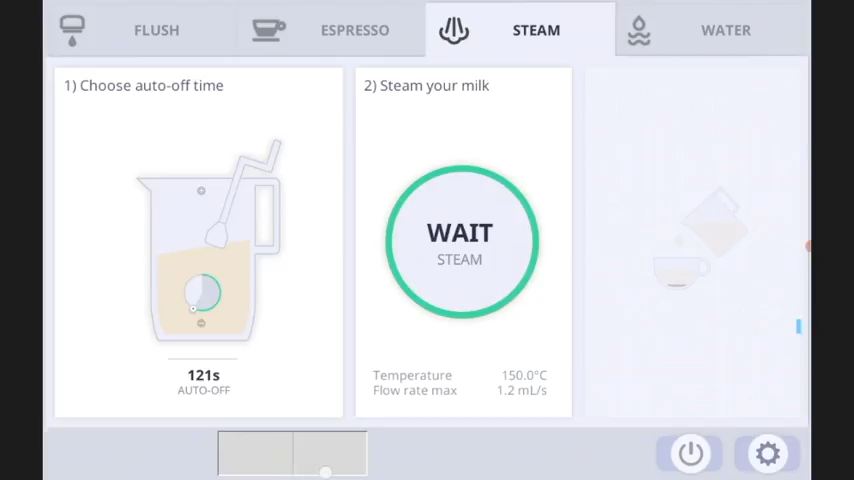 FLUSH
ESPRESSO
STEAM
WATER
1) Choose auto-off time
2) Steam your milk
WAIT
STEAM
121s
AUTO-OFF
Temperature 150.0°C
Flow rate max 1.2 mL/s